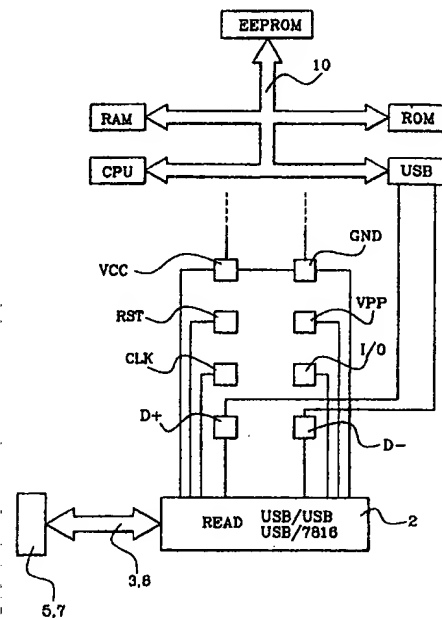 EEPROM
10
RAM
ROM
CPU
USB
VCC
GND
RST
VPP
CLK
I/O
D+
D-
READ USB/USB
USB/7816
2
3,6
5,7